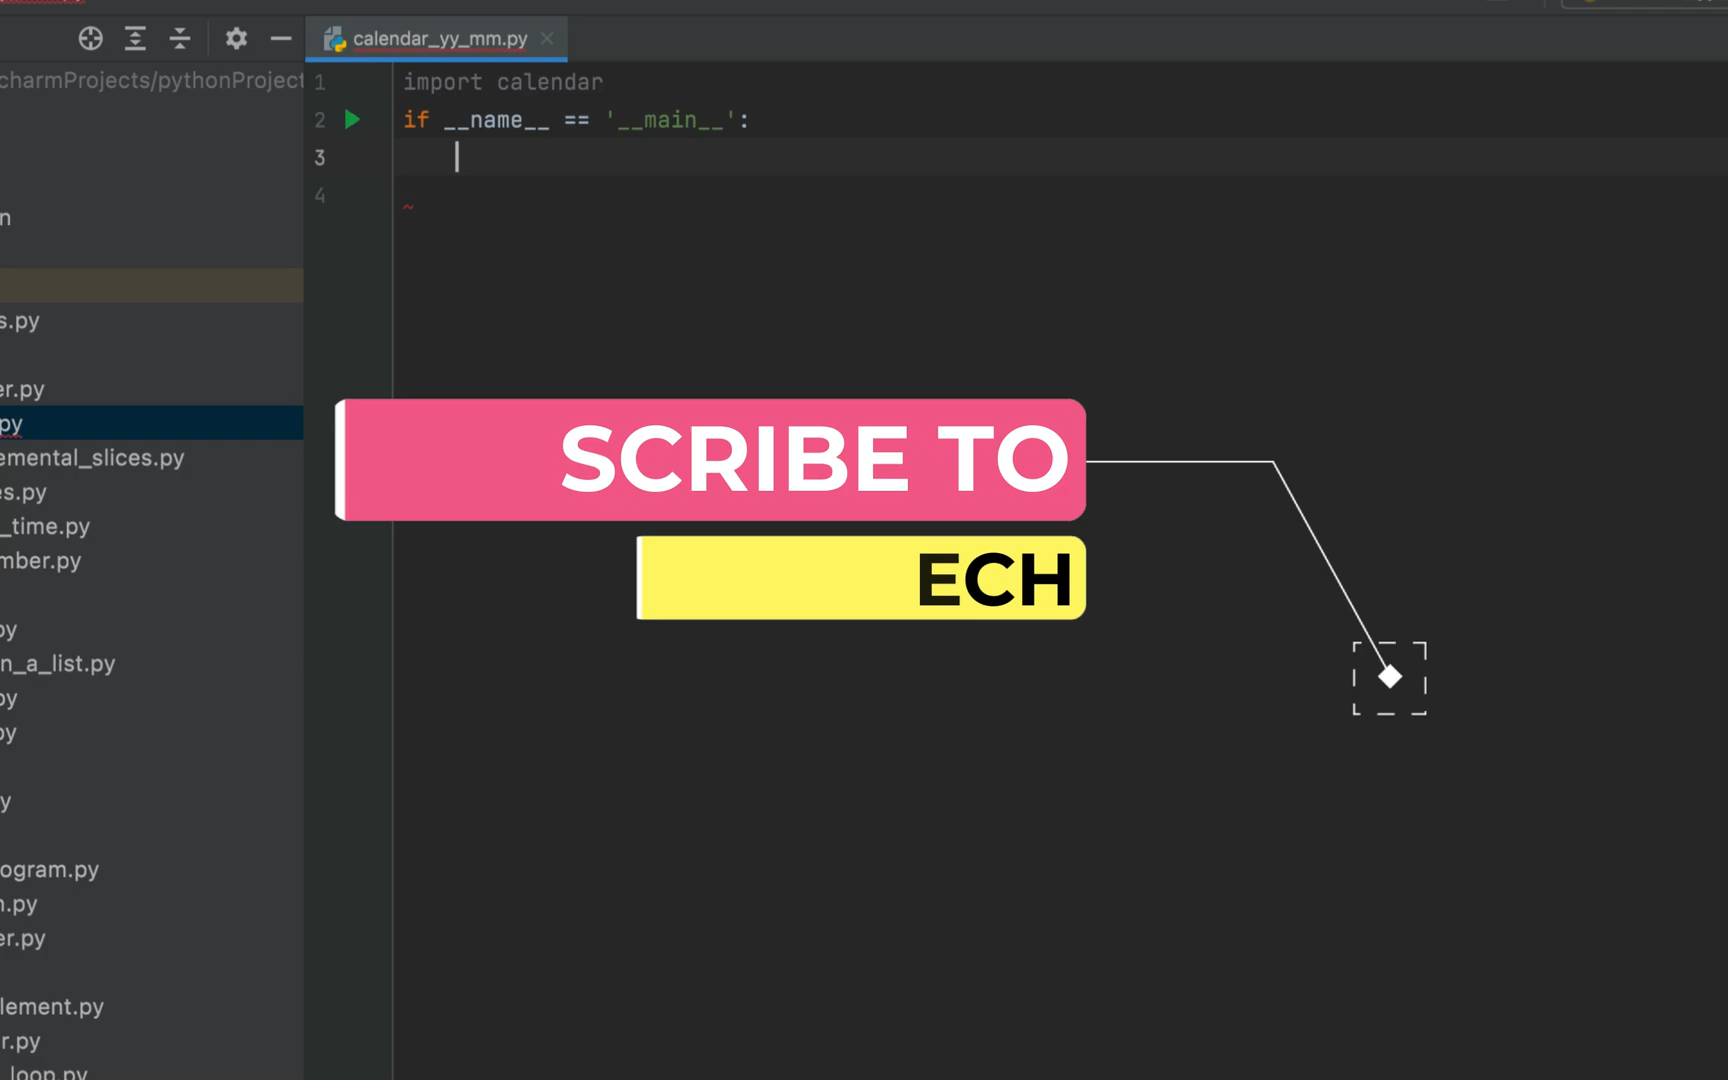 calendar_yy_mm.py
charmProjects/pythonProject
1 import calendar
2 if __name__ == '__main__':
3
4
n
s.py
er.py
py
emental_slices.py
es.py
_time.py
mber.py
py
n_a_list.py
py
py
y
ogram.py
n.py
er.py
lement.py
r.py
loop.py
SCRIBE TO
ECH